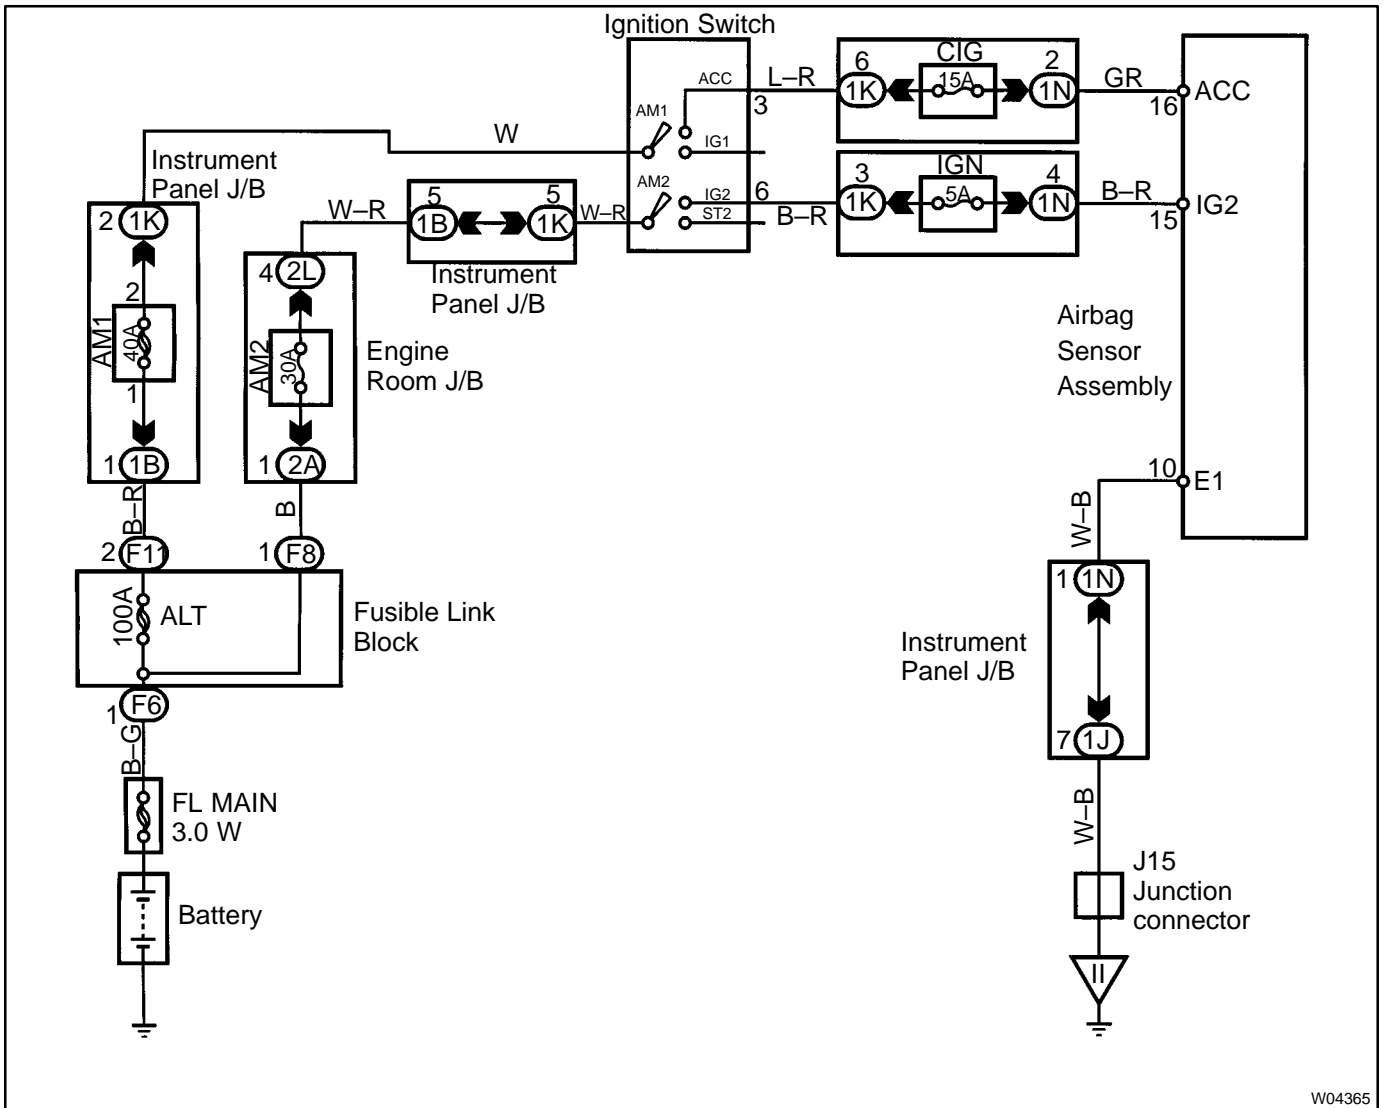 Ignition Switch
CIG
6
2
ACC
L–R
1K
15A
1N
GR
ACC
3
16
AM1
W
IG1
IGN
Instrument
Panel J/B
AM2
IG2
6
3
4
5
5
1K
5A
1N
B–R
IG2
2
1K
W–R
1B
1K
W–R
ST2
B–R
15
Instrument
Panel J/B
4
2L
2
AM1
40A
AM2
30A
Engine
Room J/B
Airbag
Sensor
Assembly
1
1
1B
1
2A
10
E1
B–R
B
W–B
2
F11
1
F8
1
1N
100A
ALT
Fusible Link
Block
Instrument
Panel J/B
1
F6
7
1J
B–G
FL MAIN
3.0 W
W–B
J15
Junction
connector
Battery
II
W04365